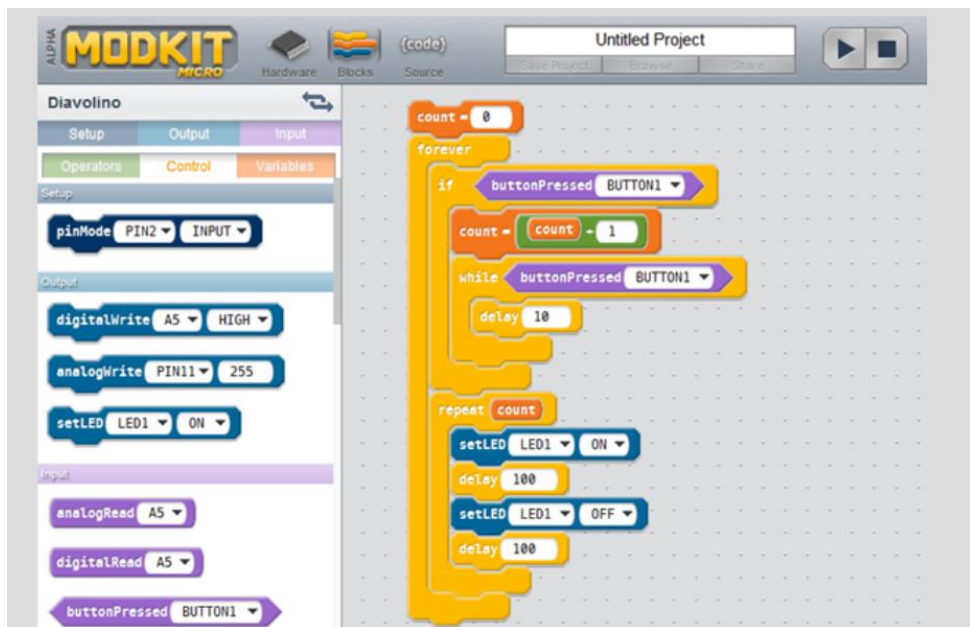 ALPHA
MODKIT
MICRO
Hardware
Blocks
{code}
Source
Untitled Project
Save Project Browse Share
Diavolino
Setup Output Input
Operators Control Variables
Setup
pinMode PIN2 INPUT
Output
digitalWrite A5 HIGH
analogWrite PIN11 255
setLED LED1 ON
Input
analogRead A5
digitalRead A5
buttonPressed BUTTON1
count = 0
forever
if buttonPressed BUTTON1
count = count + 1
while buttonPressed BUTTON1
delay 10
repeat count
setLED LED1 ON
delay 100
setLED LED1 OFF
delay 100